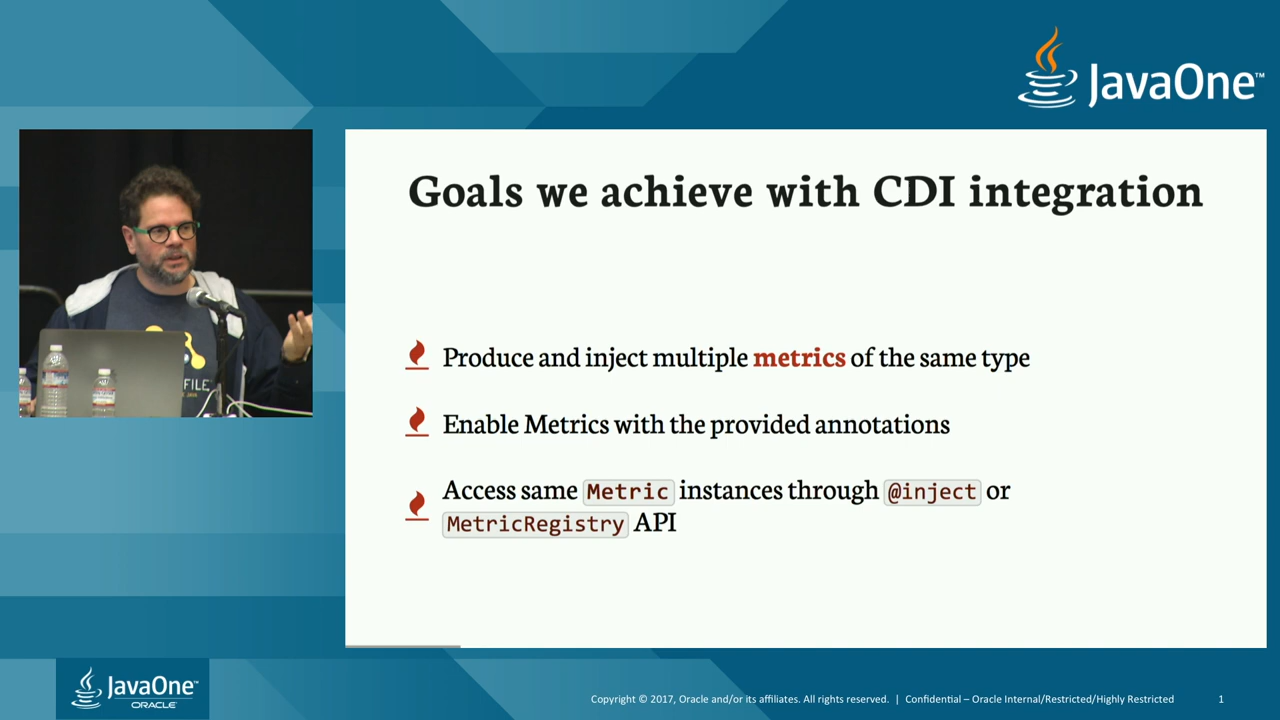 JavaOne™
Goals we achieve with CDI integration
Produce and inject multiple metrics of the same type
Enable Metrics with the provided annotations
Access same Metric instances through @inject or
MetricRegistry API
FILE
JavaOne™
ORACLE®
Copyright © 2017, Oracle and/or its affiliates. All rights reserved. | Confidential – Oracle Internal/Restricted/Highly Restricted 1